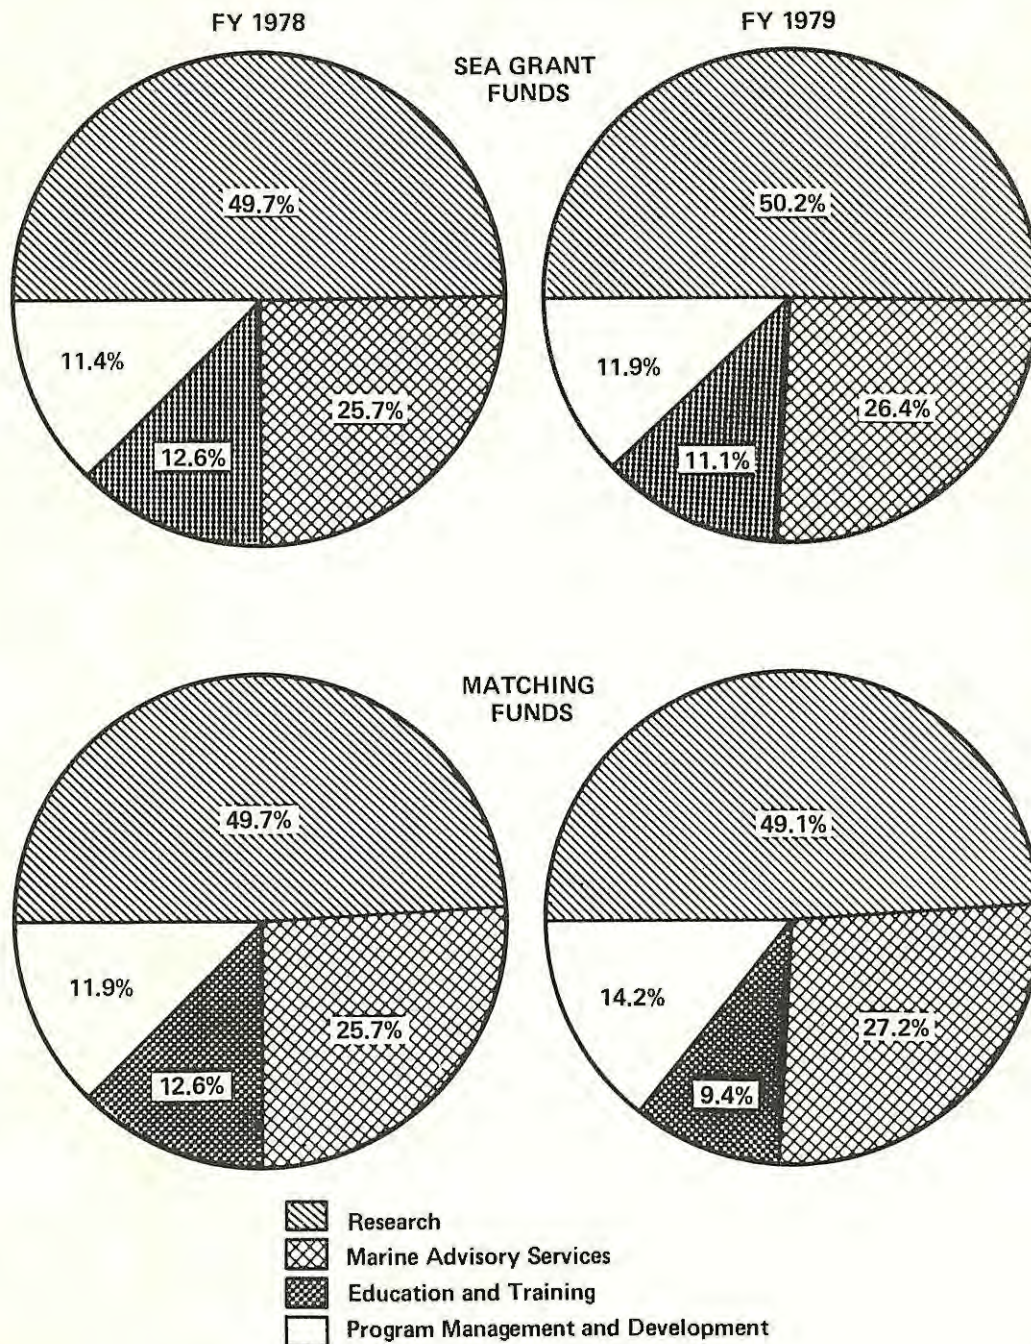 FY 1978
FY 1979
SEA GRANT
FUNDS
49.7%
50.2%
11.4%
25.7%
12.6%
11.9%
26.4%
11.1%
MATCHING
FUNDS
49.7%
49.1%
11.9%
25.7%
12.6%
14.2%
27.2%
9.4%
Research
Marine Advisory Services
Education and Training
Program Management and Development